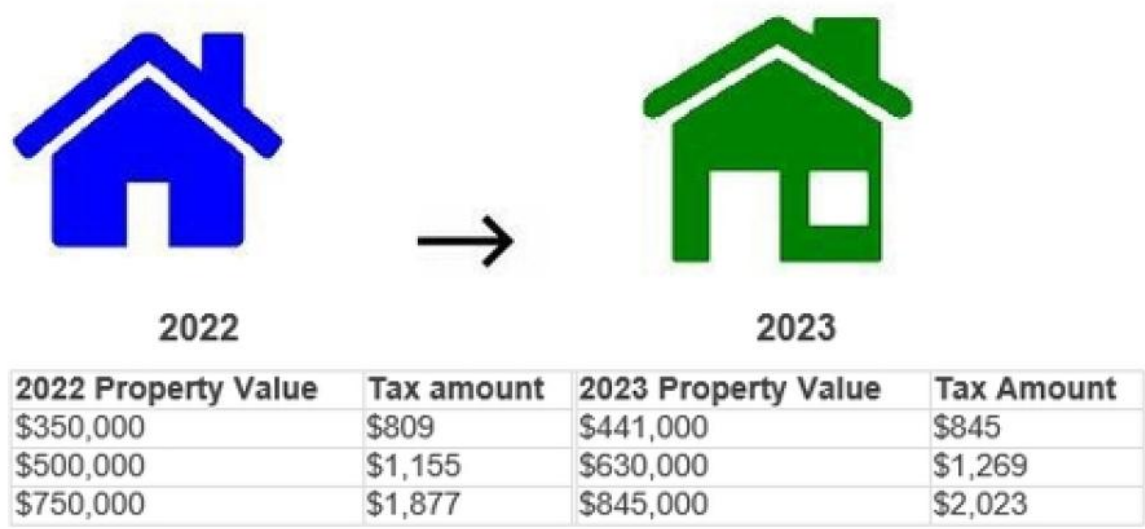 2022 2023
2022 Property Value Tax amount 2023 Property Value Tax Amount
$350,000 $809 $441,000 $845
$500,000 $1,155 $630,000 $1,269
$750,000 $1,877 $845,000 $2,023